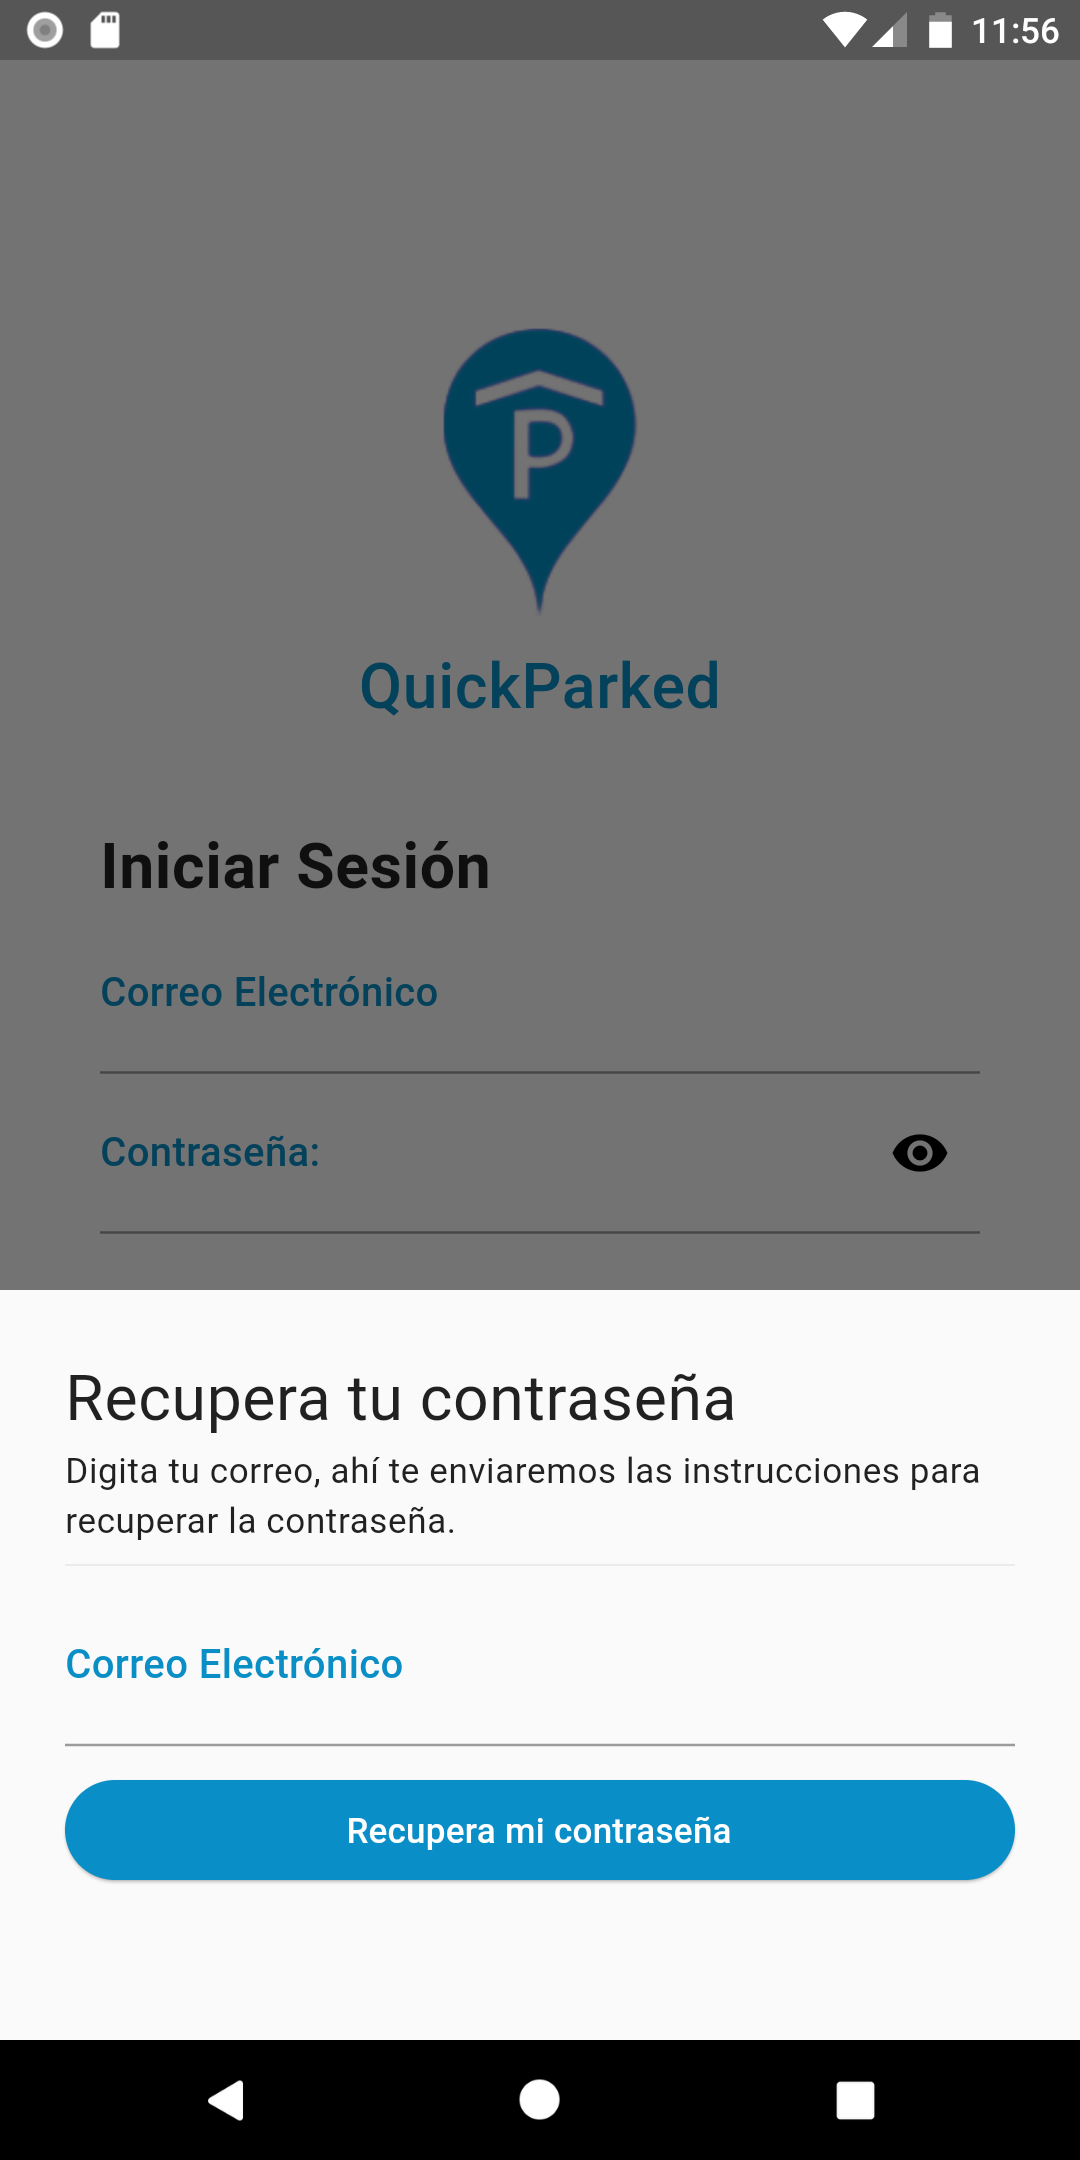 11:56
P
QuickParked
Iniciar Sesión
Correo Electrónico
Contraseña:
Recupera tu contraseña
Digita tu correo, ahí te enviaremos las instrucciones para
recuperar la contraseña.
Correo Electrónico
Recupera mi contraseña